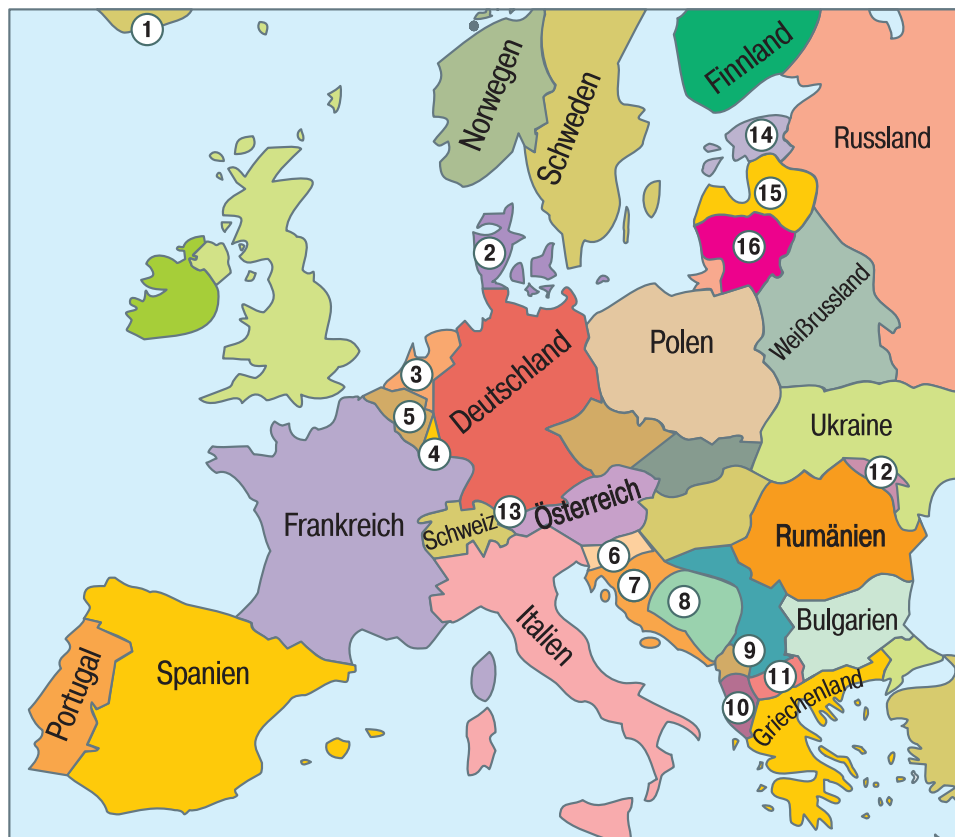 1
Norwegen
Schweden
Finnland
Russland
14
15
16
2
Weißrussland
Polen
3
Deutschland
5
4
Ukraine
12
13
Österreich
Schweiz
Frankreich
Rumänien
6
7
8
Bulgarien
9
Italien
11
10
Griechenland
Portugal
Spanien